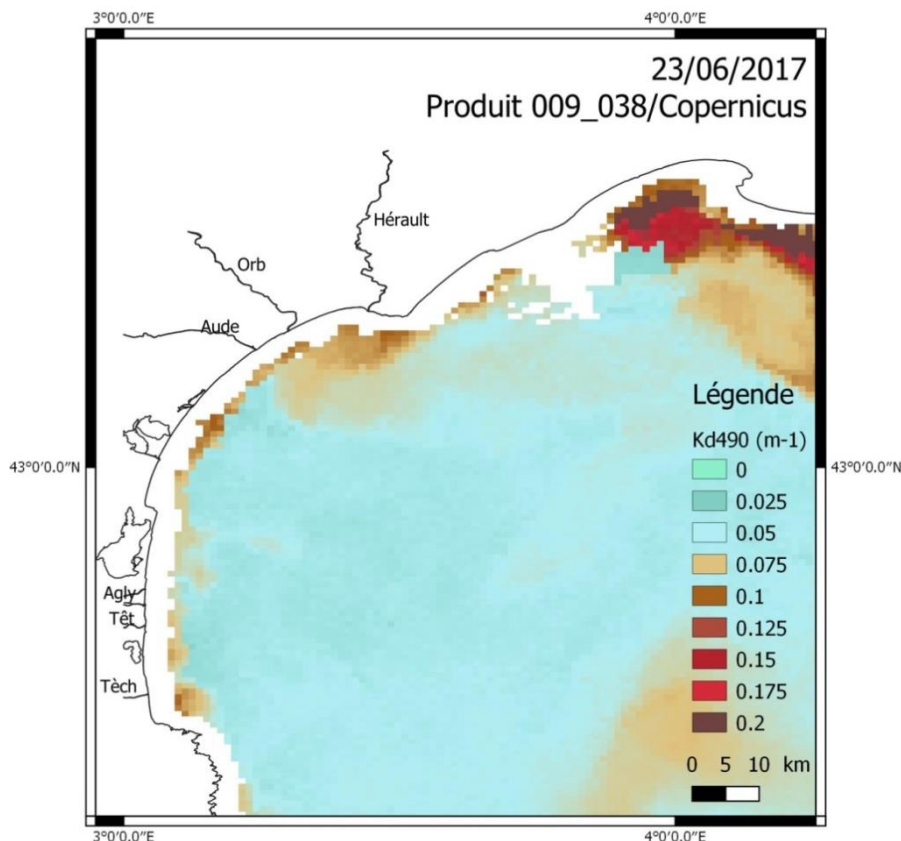 3°0'0.0"E
4°0'0.0"E
23/06/2017
Produit 009_038/Copernicus
Hérault
Orb
Aude
Légende
Kd490 (m-1)
43°0'0.0"N
43°0'0.0"N
0
0.025
0.05
0.075
0.1
0.125
0.15
0.175
0.2
Agly
Têt
Tèch
0 5 10 km
3°0'0.0"E
4°0'0.0"E